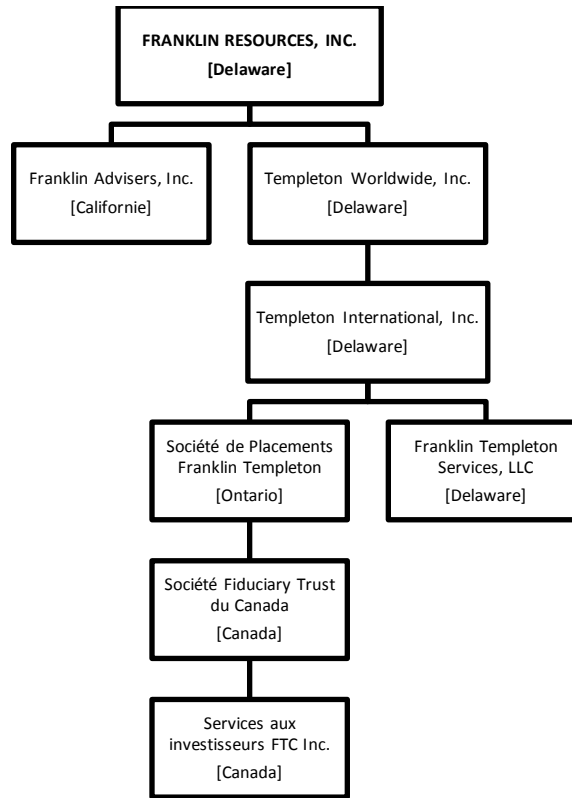 FRANKLIN RESOURCES, INC.
[Delaware]
Franklin Advisers, Inc.
[Californie]
Templeton Worldwide, Inc.
[Delaware]
Templeton International, Inc.
[Delaware]
Société de Placements
Franklin Templeton
[Ontario]
Franklin Templeton
Services, LLC
[Delaware]
Société Fiduciary Trust
du Canada
[Canada]
Services aux
investisseurs FTC Inc.
[Canada]